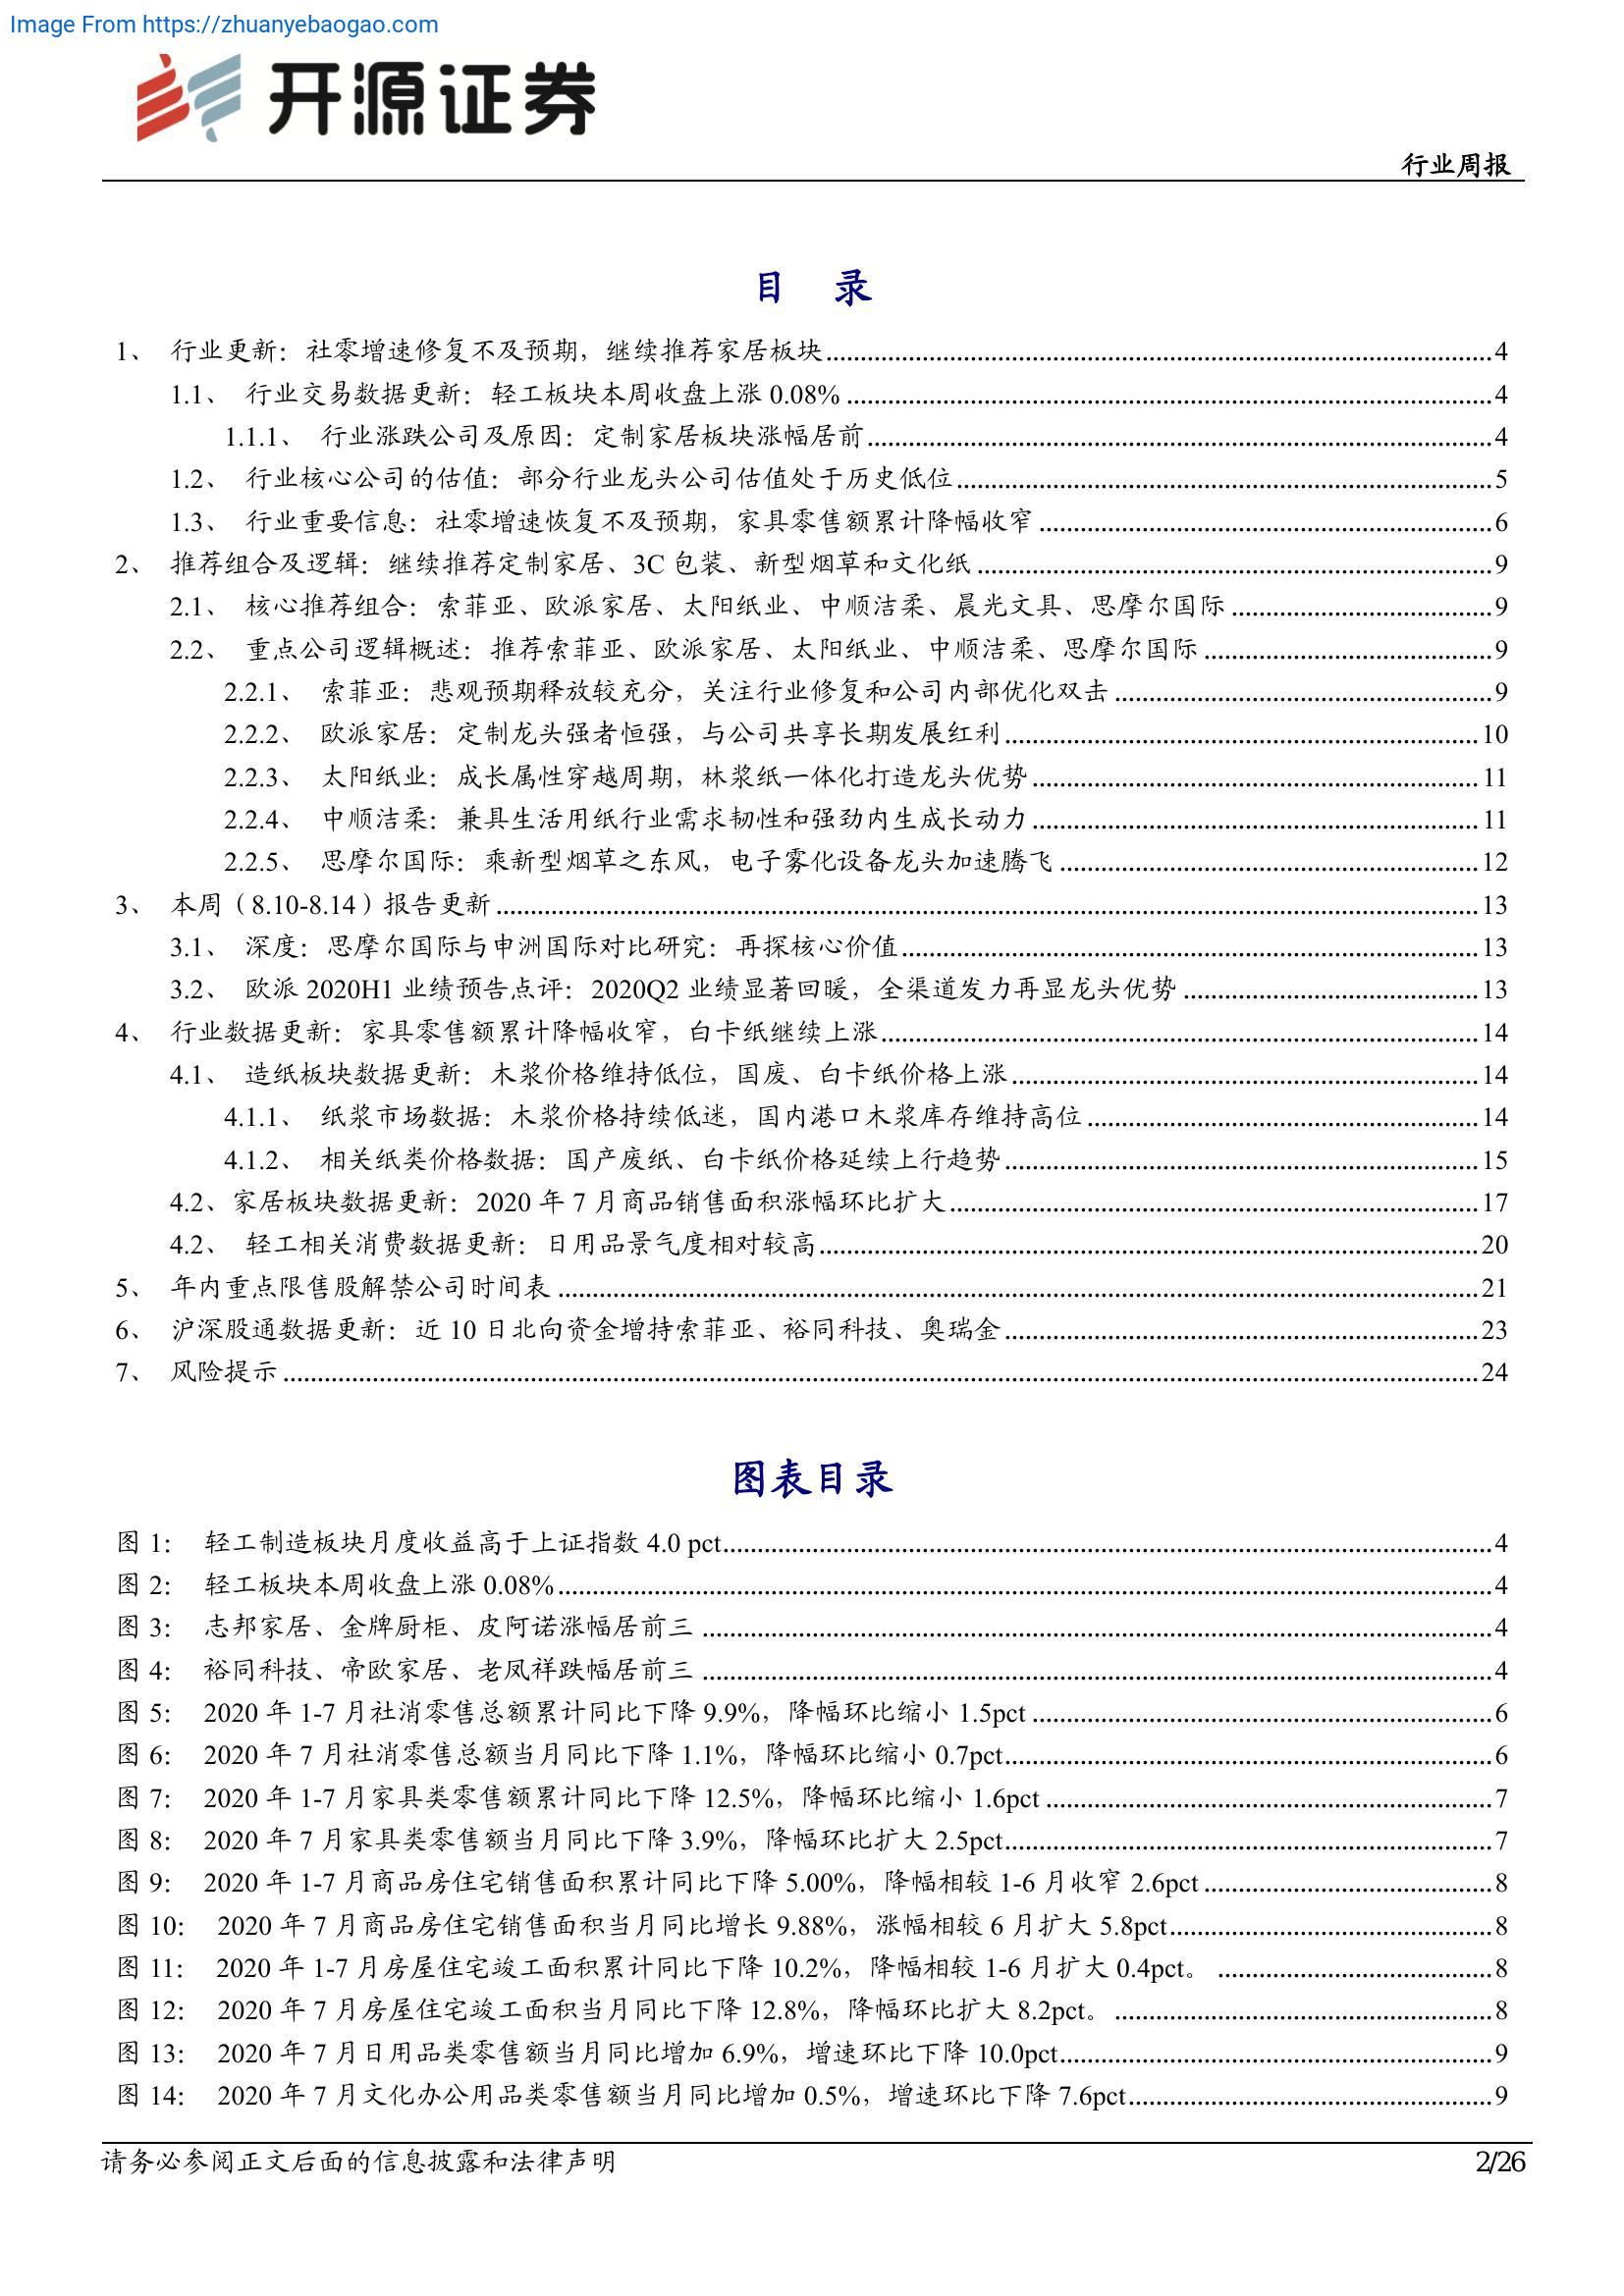 Image From https://zhuanyebaogao.com
开源证券
行业周报
目 录
1、 行业更新：社零增速修复不及预期，继续推荐家居板块 4
1.1、 行业交易数据更新：轻工板块本周收盘上涨 0.08% 4
1.1.1、 行业涨跌公司及原因：定制家居板块涨幅居前 4
1.2、 行业核心公司的估值：部分行业龙头公司估值处于历史低位 5
1.3、 行业重要信息：社零增速恢复不及预期，家具零售额累计降幅收窄 6
2、 推荐组合及逻辑：继续推荐定制家居、3C 包装、新型烟草和文化纸 9
2.1、 核心推荐组合：索菲亚、欧派家居、太阳纸业、中顺洁柔、晨光文具、思摩尔国际 9
2.2、 重点公司逻辑概述：推荐索菲亚、欧派家居、太阳纸业、中顺洁柔、思摩尔国际 9
2.2.1、 索菲亚：悲观预期释放较充分，关注行业修复和公司内部优化双击 9
2.2.2、 欧派家居：定制龙头强者恒强，与公司共享长期发展红利 10
2.2.3、 太阳纸业：成长属性穿越周期，林浆纸一体化打造龙头优势 11
2.2.4、 中顺洁柔：兼具生活用纸行业需求韧性和强劲内生成长动力 11
2.2.5、 思摩尔国际：乘新型烟草之东风，电子雾化设备龙头加速腾飞 12
3、 本周（8.10-8.14）报告更新 13
3.1、 深度：思摩尔国际与申洲国际对比研究：再探核心价值 13
3.2、 欧派 2020H1 业绩预告点评：2020Q2 业绩显著回暖，全渠道发力再显龙头优势 13
4、 行业数据更新：家具零售额累计降幅收窄，白卡纸继续上涨 14
4.1、 造纸板块数据更新：木浆价格维持低位，国废、白卡纸价格上涨 14
4.1.1、 纸浆市场数据：木浆价格持续低迷，国内港口木浆库存维持高位 14
4.1.2、 相关纸类价格数据：国产废纸、白卡纸价格延续上行趋势 15
4.2、家居板块数据更新：2020 年 7 月商品销售面积涨幅环比扩大 17
4.2、 轻工相关消费数据更新：日用品景气度相对较高 20
5、 年内重点限售股解禁公司时间表 21
6、 沪深股通数据更新：近 10 日北向资金增持索菲亚、裕同科技、奥瑞金 23
7、 风险提示 24
图表目录
图 1： 轻工制造板块月度收益高于上证指数 4.0 pct 4
图 2： 轻工板块本周收盘上涨 0.08% 4
图 3： 志邦家居、金牌厨柜、皮阿诺涨幅居前三 4
图 4： 裕同科技、帝欧家居、老凤祥跌幅居前三 4
图 5： 2020 年 1-7 月社消零售总额累计同比下降 9.9%，降幅环比缩小 1.5pct 6
图 6： 2020 年 7 月社消零售总额当月同比下降 1.1%，降幅环比缩小 0.7pct 6
图 7： 2020 年 1-7 月家具类零售额累计同比下降 12.5%，降幅环比缩小 1.6pct 7
图 8： 2020 年 7 月家具类零售额当月同比下降 3.9%，降幅环比扩大 2.5pct 7
图 9： 2020 年 1-7 月商品房住宅销售面积累计同比下降 5.00%，降幅相较 1-6 月收窄 2.6pct 8
图 10： 2020 年 7 月商品房住宅销售面积当月同比增长 9.88%，涨幅相较 6 月扩大 5.8pct 8
图 11： 2020 年 1-7 月房屋住宅竣工面积累计同比下降 10.2%，降幅相较 1-6 月扩大 0.4pct。 8
图 12： 2020 年 7 月房屋住宅竣工面积当月同比下降 12.8%，降幅环比扩大 8.2pct。 8
图 13： 2020 年 7 月日用品类零售额当月同比增加 6.9%，增速环比下降 10.0pct 9
图 14： 2020 年 7 月文化办公用品类零售额当月同比增加 0.5%，增速环比下降 7.6pct 9
请务必参阅正文后面的信息披露和法律声明 2/26